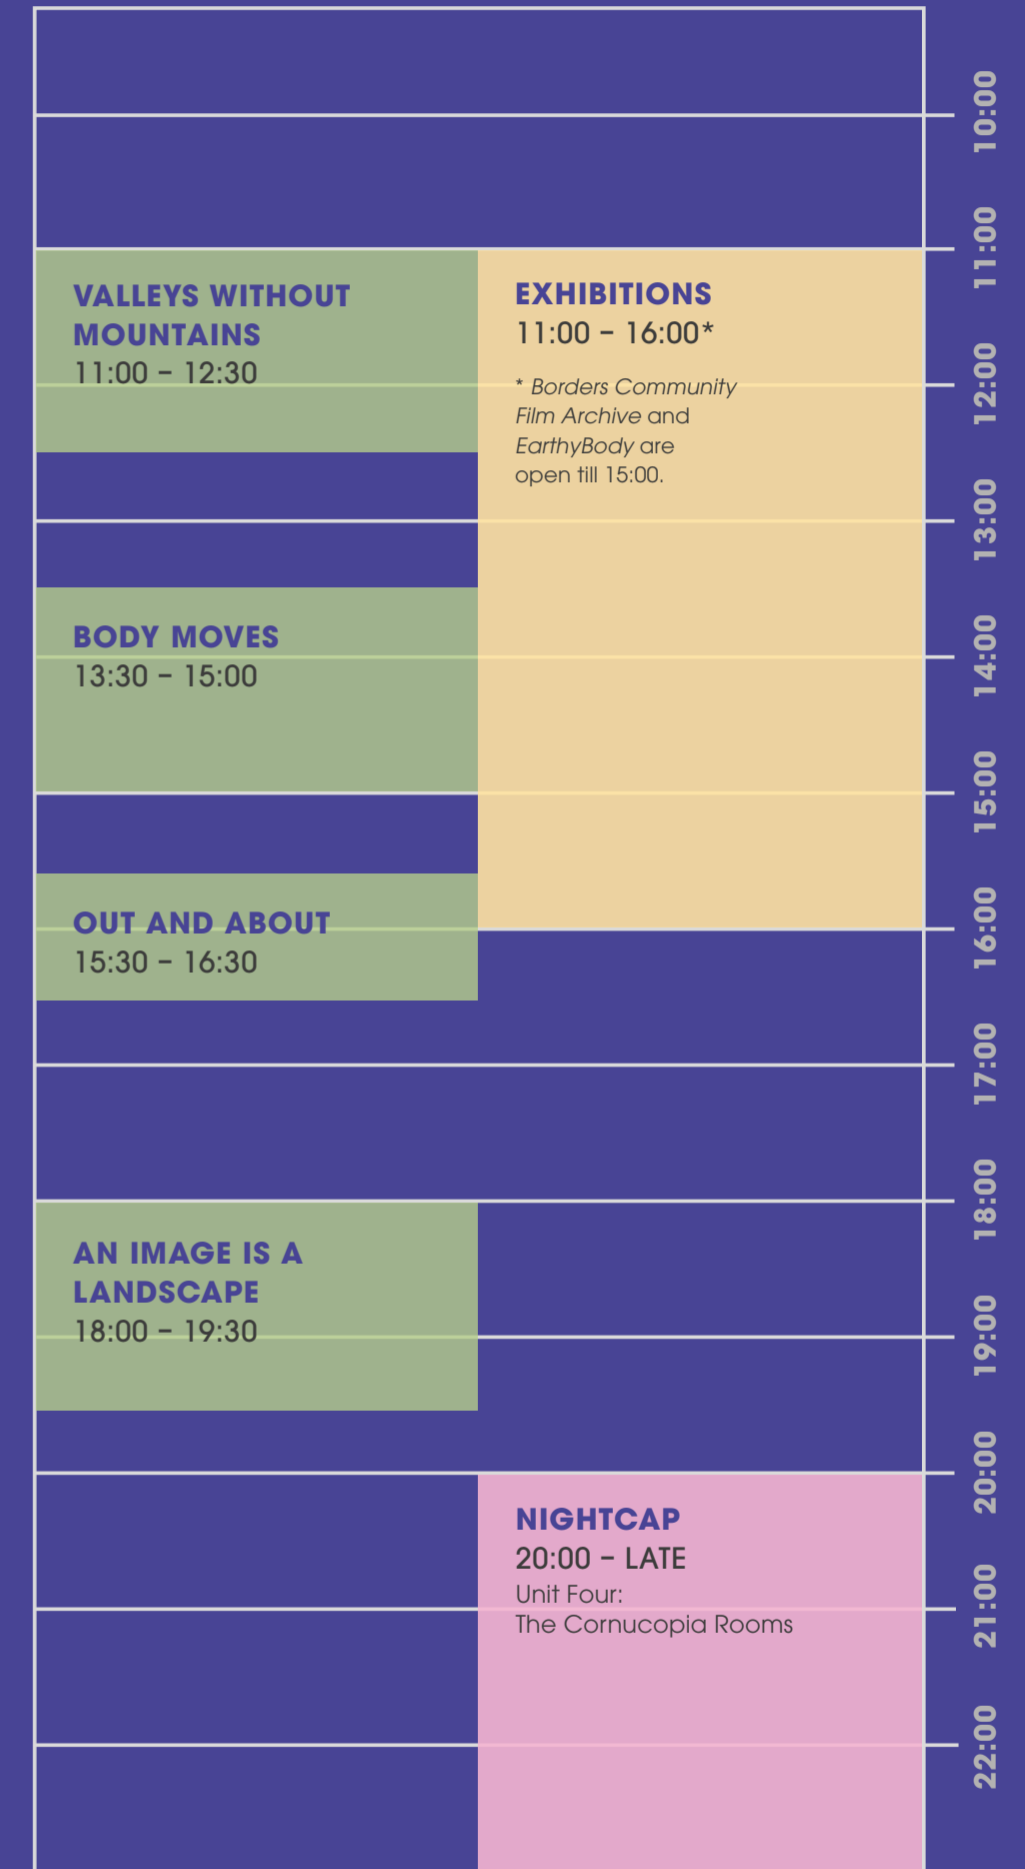 VALLEYS WITHOUT
MOUNTAINS
11:00 – 12:30
BODY MOVES
13:30 – 15:00
OUT AND ABOUT
15:30 – 16:30
AN IMAGE IS A
LANDSCAPE
18:00 – 19:30
EXHIBITIONS
11:00 – 16:00*
* Borders Community
Film Archive and
EarthyBody are
open till 15:00.
NIGHTCAP
20:00 – LATE
Unit Four:
The Cornucopia Rooms
10:00
11:00
12:00
13:00
14:00
15:00
16:00
17:00
18:00
19:00
20:00
21:00
22:00